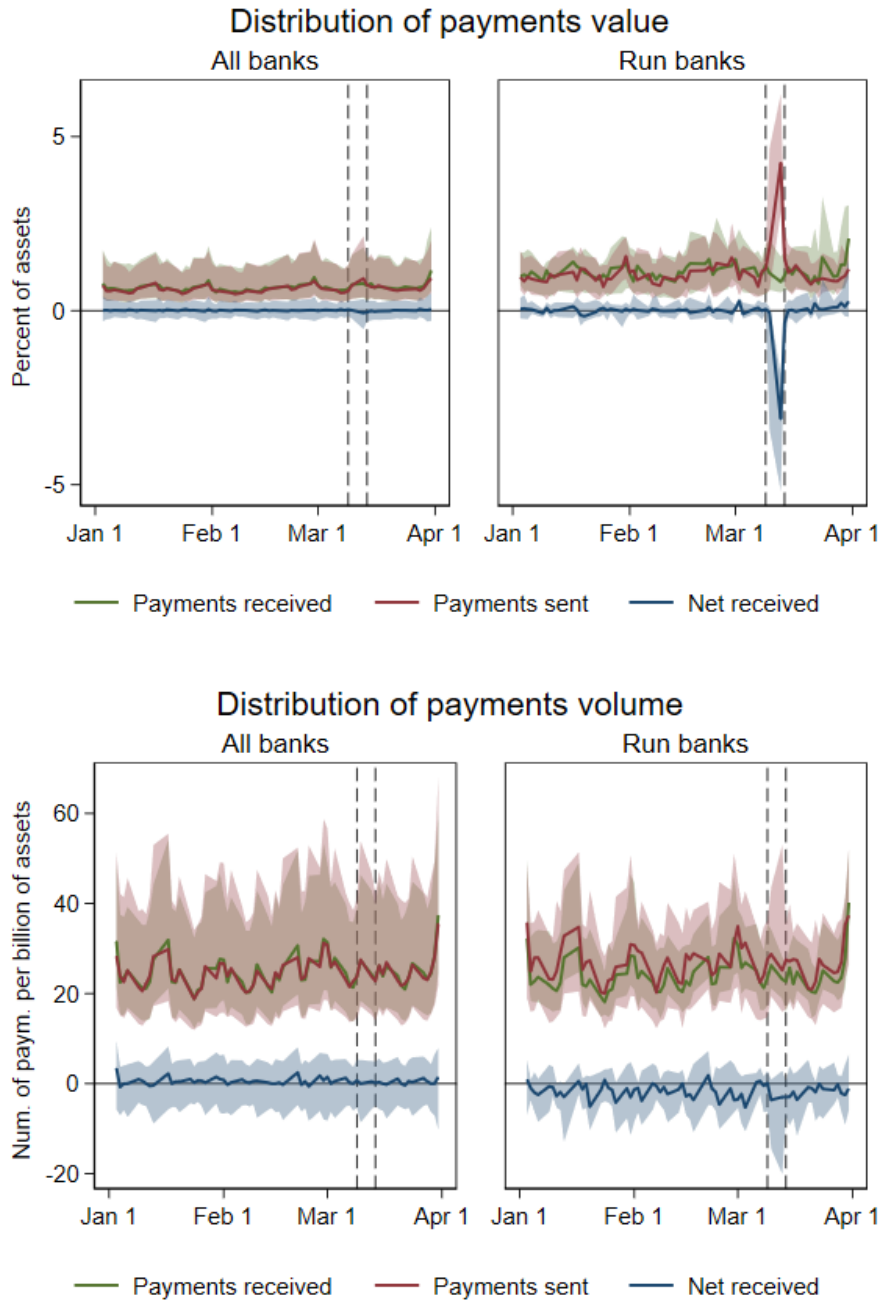 Distribution of payments value
All banks
Run banks
Percent of assets
5
0
-5
Jan 1
Feb 1
Mar 1
Apr 1
Jan 1
Feb 1
Mar 1
Apr 1
Payments received
Payments sent
Net received
Distribution of payments volume
All banks
Run banks
Num. of paym. per billion of assets
60
40
20
0
-20
Jan 1
Feb 1
Mar 1
Apr 1
Jan 1
Feb 1
Mar 1
Apr 1
Payments received
Payments sent
Net received